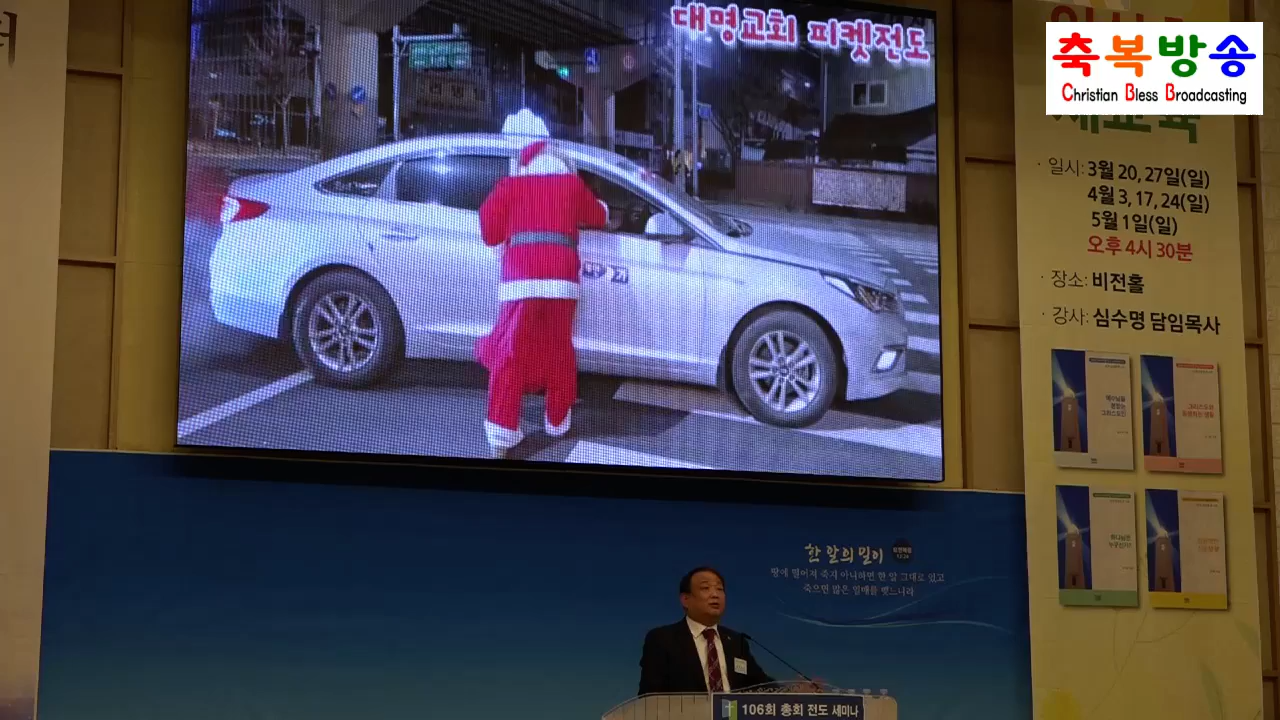 대명교회 피켓전도
축복방송
Christian Bless Broadcasting
· 일시: 3월 20, 27일(일)
4월 3, 17, 24(일)
5월 1일(일)
오후 4시 30분
· 장소: 비전홀
· 강사: 심수명 담임목사
한 알의 밀이
땅에 떨어져 죽지 아니하면 한 알 그대로 있고
죽으면 많은 열매를 맺느니라
106회 총회 전도 세미나